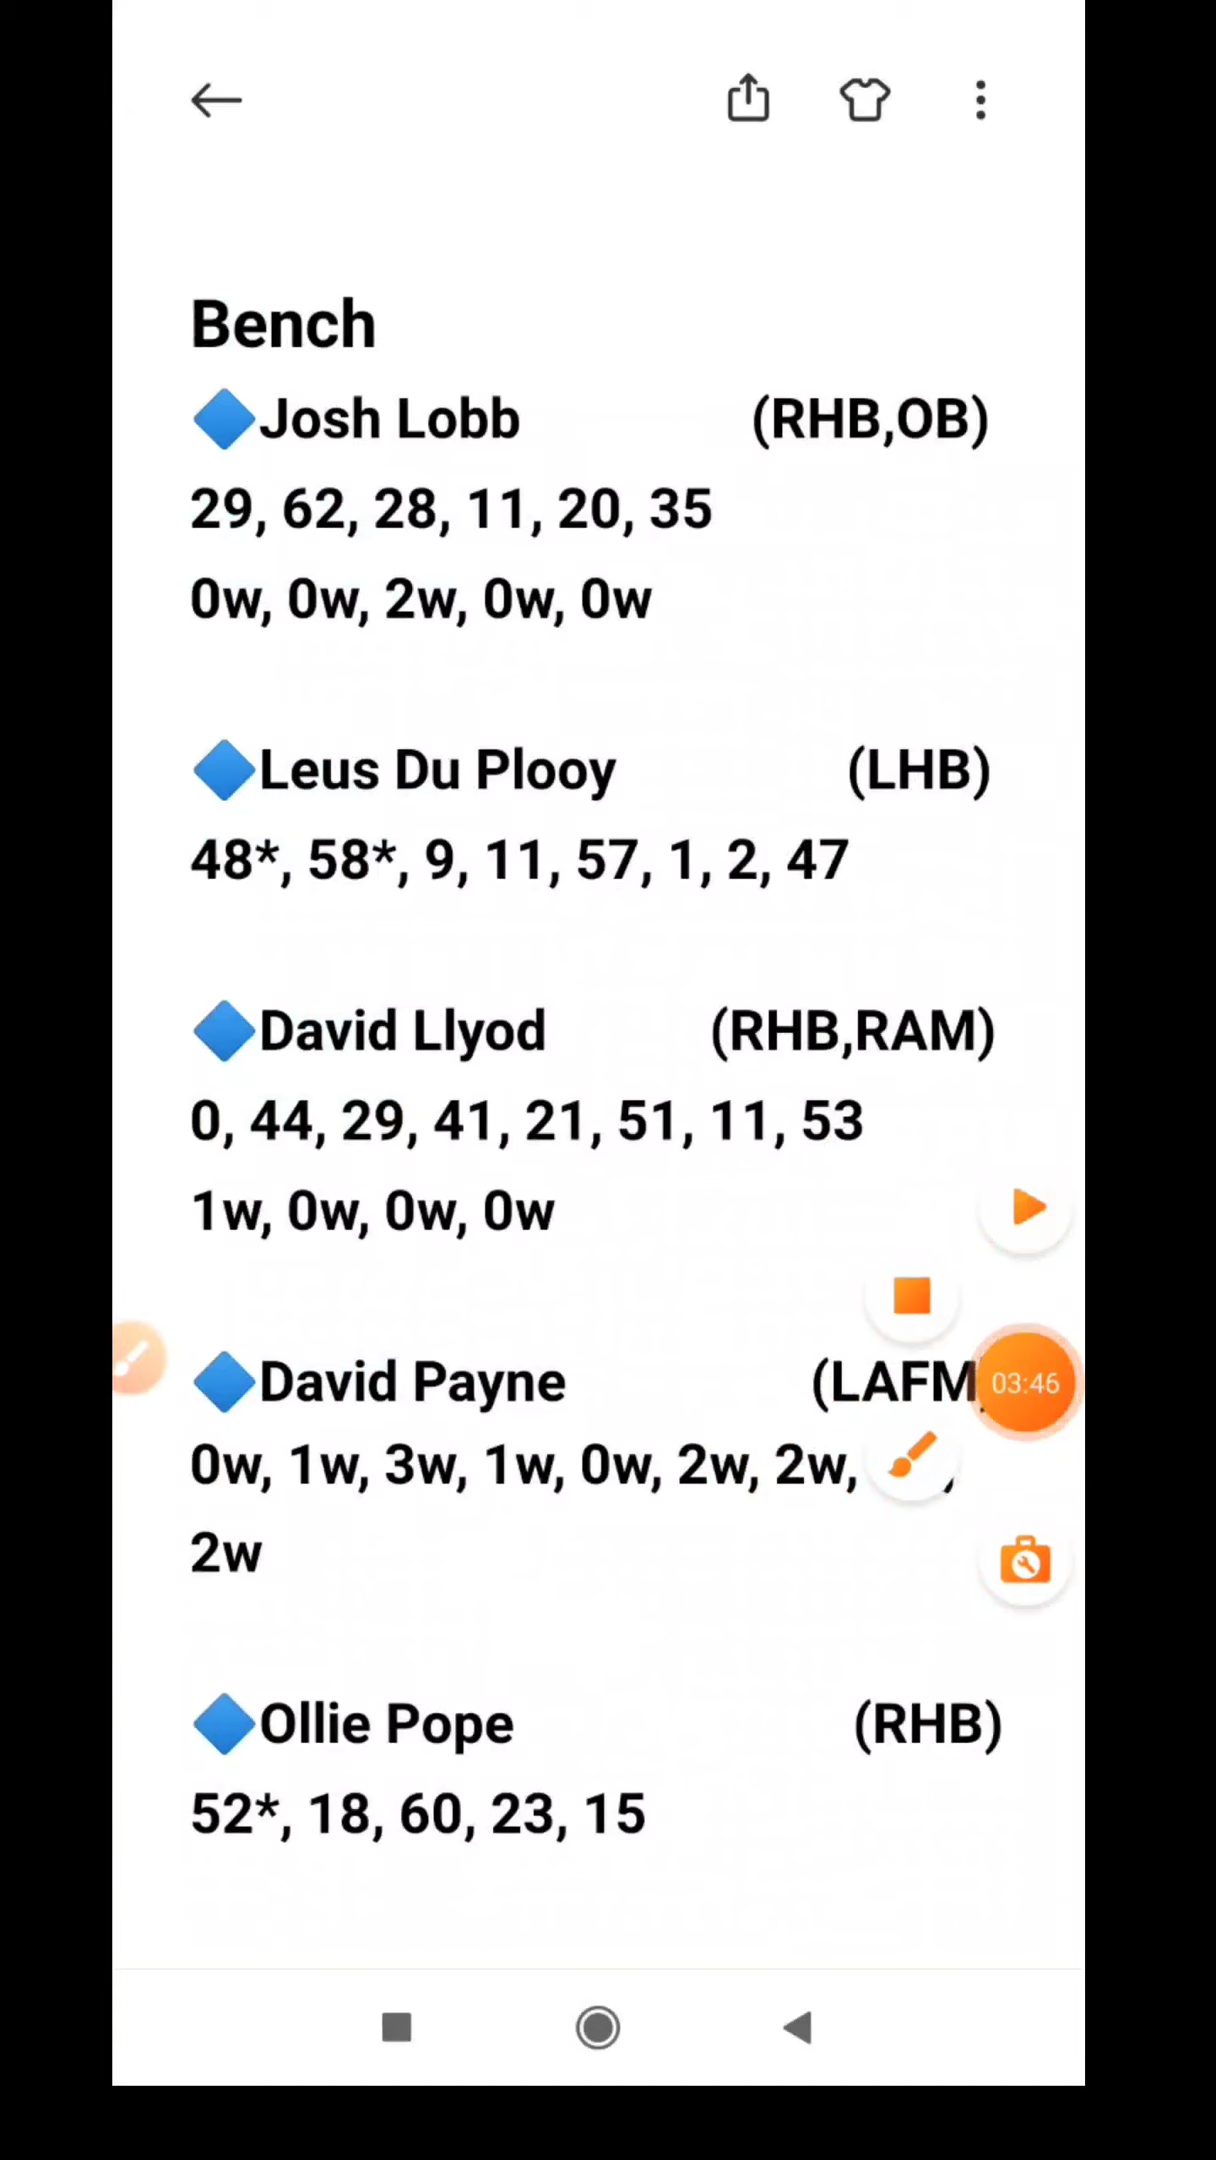 Bench
Josh Lobb (RHB,OB)
29, 62, 28, 11, 20, 35
0w, 0w, 2w, 0w, 0w
Leus Du Plooy (LHB)
48*, 58*, 9, 11, 57, 1, 2, 47
David Llyod (RHB,RAM)
0, 44, 29, 41, 21, 51, 11, 53
1w, 0w, 0w, 0w
David Payne (LAFM
03:46
0w, 1w, 3w, 1w, 0w, 2w, 2w,
2w
Ollie Pope (RHB)
52*, 18, 60, 23, 15